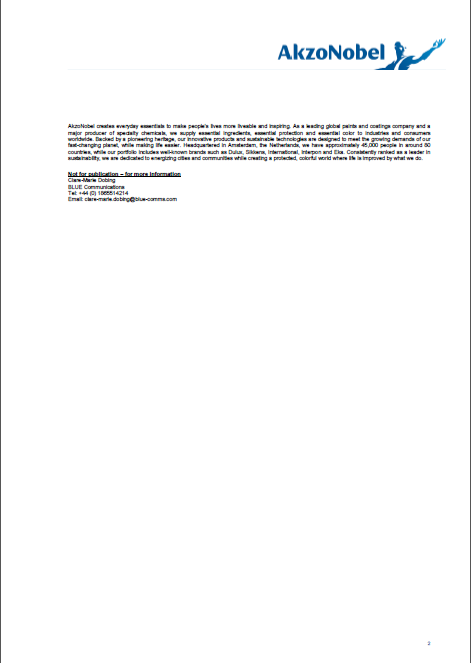 AkzoNobel
AkzoNobel creates everyday essentials to make people's lives more liveable and inspiring. As a leading global paints and coatings company and a
major producer of specialty chemicals, we supply essential ingredients, essential protection and essential color to industries and consumers
worldwide. Backed by a pioneering heritage, our innovative products and sustainable technologies are designed to meet the growing demands of our
fast-changing planet, while making life easier. Headquartered in Amsterdam, the Netherlands, we have approximately 45,000 people in around 80
countries, while our portfolio includes well-known brands such as Dulux, Sikkens, International, Interpon and Eka. Consistently ranked as a leader in
sustainability, we are dedicated to energizing cities and communities while creating a protected, colorful world where life is improved by what we do.
Not for publication – for more information
Clare-Marie Dobing
BLUE Communications
Tel: +44 (0) 1865514214
Email: clare-marie.dobing@blue-comms.com
2